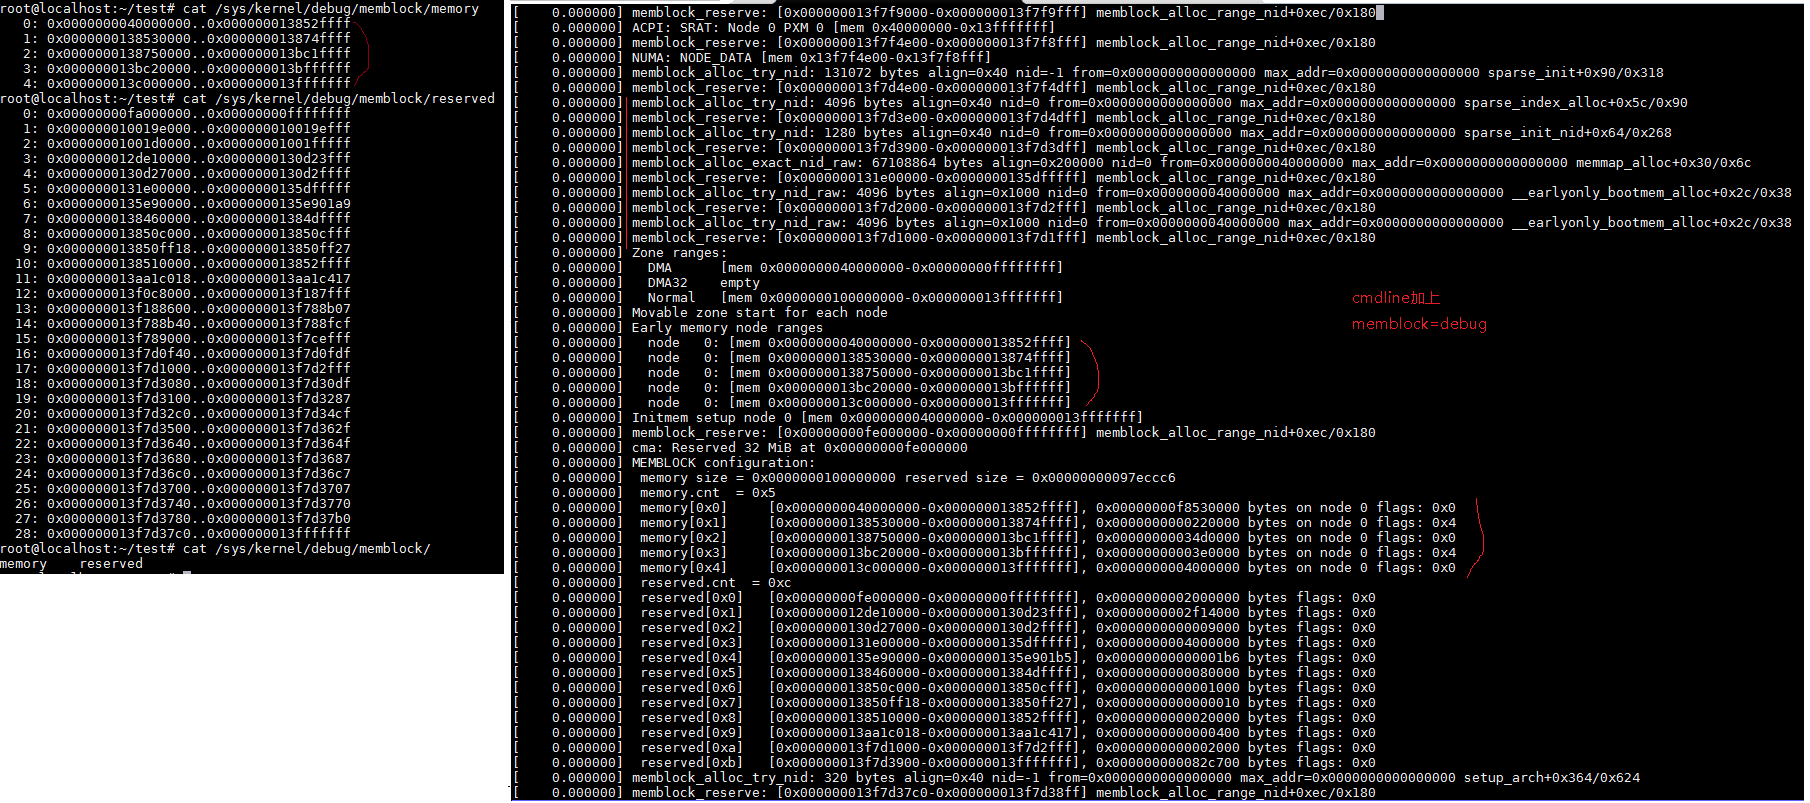 root@localhost:~/test# cat /sys/kernel/debug/memblock/memory
   0: 0x0000000040000000..0x000000013852ffff
   1: 0x0000000138530000..0x000000013874ffff
   2: 0x0000000138750000..0x000000013bc1ffff
   3: 0x000000013bc20000..0x000000013bffffff
   4: 0x000000013c000000..0x000000013fffffff
root@localhost:~/test# cat /sys/kernel/debug/memblock/reserved
   0: 0x00000000fa000000..0x00000000ffffffff
   1: 0x000000010019e000..0x000000010019efff
   2: 0x00000001001d0000..0x00000001001fffff
   3: 0x000000012de10000..0x0000000130d23fff
   4: 0x0000000130d27000..0x0000000130d2ffff
   5: 0x0000000131e00000..0x0000000135dfffff
   6: 0x0000000135e90000..0x0000000135e901a9
   7: 0x0000000138460000..0x00000001384dffff
   8: 0x000000013850c000..0x000000013850cfff
   9: 0x000000013850ff18..0x000000013850ff27
  10: 0x0000000138510000..0x000000013852ffff
  11: 0x000000013aa1c018..0x000000013aa1c417
  12: 0x000000013f0c8000..0x000000013f187fff
  13: 0x000000013f188600..0x000000013f788b07
  14: 0x000000013f788b40..0x000000013f788fcf
  15: 0x000000013f789000..0x000000013f7cefff
  16: 0x000000013f7d0f40..0x000000013f7d0fdf
  17: 0x000000013f7d1000..0x000000013f7d2fff
  18: 0x000000013f7d3080..0x000000013f7d30df
  19: 0x000000013f7d3100..0x000000013f7d3287
  20: 0x000000013f7d32c0..0x000000013f7d34cf
  21: 0x000000013f7d3500..0x000000013f7d362f
  22: 0x000000013f7d3640..0x000000013f7d364f
  23: 0x000000013f7d3680..0x000000013f7d3687
  24: 0x000000013f7d36c0..0x000000013f7d36c7
  25: 0x000000013f7d3700..0x000000013f7d3707
  26: 0x000000013f7d3740..0x000000013f7d3770
  27: 0x000000013f7d3780..0x000000013f7d37b0
  28: 0x000000013f7d37c0..0x000000013fffffff
root@localhost:~/test# cat /sys/kernel/debug/memblock/
memory    reserved
[    0.000000] memblock_reserve: [0x000000013f7f9000-0x000000013f7f9fff] memblock_alloc_range_nid+0xec/0x180
[    0.000000] ACPI: SRAT: Node 0 PXM 0 [mem 0x40000000-0x13fffffff]
[    0.000000] memblock_reserve: [0x000000013f7f4e00-0x000000013f7f8fff] memblock_alloc_range_nid+0xec/0x180
[    0.000000] NUMA: NODE_DATA [mem 0x13f7f4e00-0x13f7f8fff]
[    0.000000] memblock_alloc_try_nid: 131072 bytes align=0x40 nid=-1 from=0x0000000000000000 max_addr=0x0000000000000000 sparse_init+0x90/0x318
[    0.000000] memblock_reserve: [0x000000013f7d4e00-0x000000013f7f4dff] memblock_alloc_range_nid+0xec/0x180
[    0.000000] memblock_alloc_try_nid: 4096 bytes align=0x40 nid=0 from=0x0000000000000000 max_addr=0x0000000000000000 sparse_index_alloc+0x5c/0x90
[    0.000000] memblock_reserve: [0x000000013f7d3e00-0x000000013f7d4dff] memblock_alloc_range_nid+0xec/0x180
[    0.000000] memblock_alloc_try_nid: 1280 bytes align=0x40 nid=0 from=0x0000000000000000 max_addr=0x0000000000000000 sparse_init_nid+0x64/0x268
[    0.000000] memblock_reserve: [0x000000013f7d3900-0x000000013f7d3dff] memblock_alloc_range_nid+0xec/0x180
[    0.000000] memblock_alloc_exact_nid_raw: 67108864 bytes align=0x200000 nid=0 from=0x0000000040000000 max_addr=0x0000000000000000 memmap_alloc+0x30/0x6c
[    0.000000] memblock_reserve: [0x0000000131e00000-0x0000000135dfffff] memblock_alloc_range_nid+0xec/0x180
[    0.000000] memblock_alloc_try_nid_raw: 4096 bytes align=0x1000 nid=0 from=0x0000000040000000 max_addr=0x0000000000000000 __earlyonly_bootmem_alloc+0x2c/0x38
[    0.000000] memblock_reserve: [0x000000013f7d2000-0x000000013f7d2fff] memblock_alloc_range_nid+0xec/0x180
[    0.000000] memblock_alloc_try_nid_raw: 4096 bytes align=0x1000 nid=0 from=0x0000000040000000 max_addr=0x0000000000000000 __earlyonly_bootmem_alloc+0x2c/0x38
[    0.000000] memblock_reserve: [0x000000013f7d1000-0x000000013f7d1fff] memblock_alloc_range_nid+0xec/0x180
[    0.000000] Zone ranges:
[    0.000000]   DMA      [mem 0x0000000040000000-0x00000000ffffffff]
[    0.000000]   DMA32    empty
[    0.000000]   Normal   [mem 0x0000000100000000-0x000000013fffffff]
cmdline加上
[    0.000000] Movable zone start for each node
memblock=debug
[    0.000000] Early memory node ranges
[    0.000000]   node   0: [mem 0x0000000040000000-0x000000013852ffff]
[    0.000000]   node   0: [mem 0x0000000138530000-0x000000013874ffff]
[    0.000000]   node   0: [mem 0x0000000138750000-0x000000013bc1ffff]
[    0.000000]   node   0: [mem 0x000000013bc20000-0x000000013bffffff]
[    0.000000]   node   0: [mem 0x000000013c000000-0x000000013fffffff]
[    0.000000] Initmem setup node 0 [mem 0x0000000040000000-0x000000013fffffff]
[    0.000000] memblock_reserve: [0x00000000fe000000-0x00000000ffffffff] memblock_alloc_range_nid+0xec/0x180
[    0.000000] cma: Reserved 32 MiB at 0x00000000fe000000
[    0.000000] MEMBLOCK configuration:
[    0.000000]  memory size = 0x0000000100000000 reserved size = 0x00000000097eccc6
[    0.000000]  memory.cnt  = 0x5
[    0.000000]  memory[0x0]     [0x0000000040000000-0x000000013852ffff], 0x00000000f8530000 bytes on node 0 flags: 0x0
[    0.000000]  memory[0x1]     [0x0000000138530000-0x000000013874ffff], 0x0000000000220000 bytes on node 0 flags: 0x4
[    0.000000]  memory[0x2]     [0x0000000138750000-0x000000013bc1ffff], 0x00000000034d0000 bytes on node 0 flags: 0x0
[    0.000000]  memory[0x3]     [0x000000013bc20000-0x000000013bffffff], 0x00000000003e0000 bytes on node 0 flags: 0x4
[    0.000000]  memory[0x4]     [0x000000013c000000-0x000000013fffffff], 0x0000000004000000 bytes on node 0 flags: 0x0
[    0.000000]  reserved.cnt  = 0xc
[    0.000000]  reserved[0x0]   [0x00000000fe000000-0x00000000ffffffff], 0x0000000002000000 bytes flags: 0x0
[    0.000000]  reserved[0x1]   [0x000000012de10000-0x0000000130d23fff], 0x0000000002f14000 bytes flags: 0x0
[    0.000000]  reserved[0x2]   [0x0000000130d27000-0x0000000130d2ffff], 0x0000000000009000 bytes flags: 0x0
[    0.000000]  reserved[0x3]   [0x0000000131e00000-0x0000000135dfffff], 0x0000000004000000 bytes flags: 0x0
[    0.000000]  reserved[0x4]   [0x0000000135e90000-0x0000000135e901b5], 0x00000000000001b6 bytes flags: 0x0
[    0.000000]  reserved[0x5]   [0x0000000138460000-0x00000001384dffff], 0x0000000000080000 bytes flags: 0x0
[    0.000000]  reserved[0x6]   [0x000000013850c000-0x000000013850cfff], 0x0000000000001000 bytes flags: 0x0
[    0.000000]  reserved[0x7]   [0x000000013850ff18-0x000000013850ff27], 0x0000000000000010 bytes flags: 0x0
[    0.000000]  reserved[0x8]   [0x0000000138510000-0x000000013852ffff], 0x0000000000020000 bytes flags: 0x0
[    0.000000]  reserved[0x9]   [0x000000013aa1c018-0x000000013aa1c417], 0x0000000000000400 bytes flags: 0x0
[    0.000000]  reserved[0xa]   [0x000000013f7d1000-0x000000013f7d2fff], 0x0000000000002000 bytes flags: 0x0
[    0.000000]  reserved[0xb]   [0x000000013f7d3900-0x000000013fffffff], 0x000000000082c700 bytes flags: 0x0
[    0.000000] memblock_alloc_try_nid: 320 bytes align=0x40 nid=-1 from=0x0000000000000000 max_addr=0x0000000000000000 setup_arch+0x364/0x624
[    0.000000] memblock_reserve: [0x000000013f7d37c0-0x000000013f7d38ff] memblock_alloc_range_nid+0xec/0x180